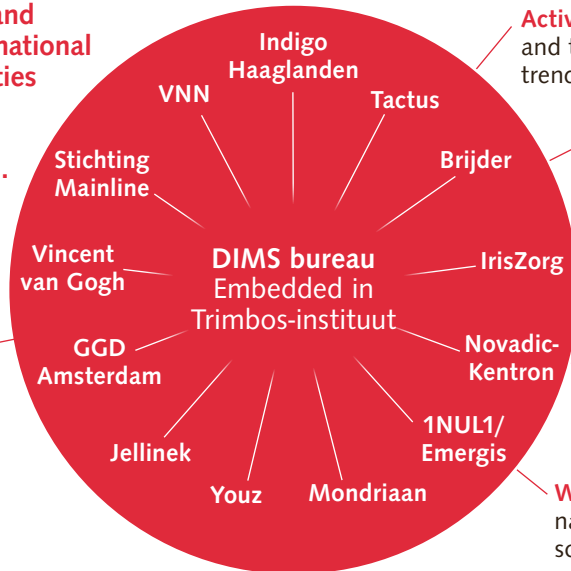 and
national
ties
.
Activ
and t
trend
Indigo
Haaglanden
VNN
Tactus
Stichting
Mainline
Brijder
Vincent
van Gogh
DIMS bureau
Embedded in
Trimbos-instituut
IrisZorg
GGD
Amsterdam
Novadic-
Kentron
Jellinek
1NUL1/
Emergis
Youz
Mondriaan
W
na
so